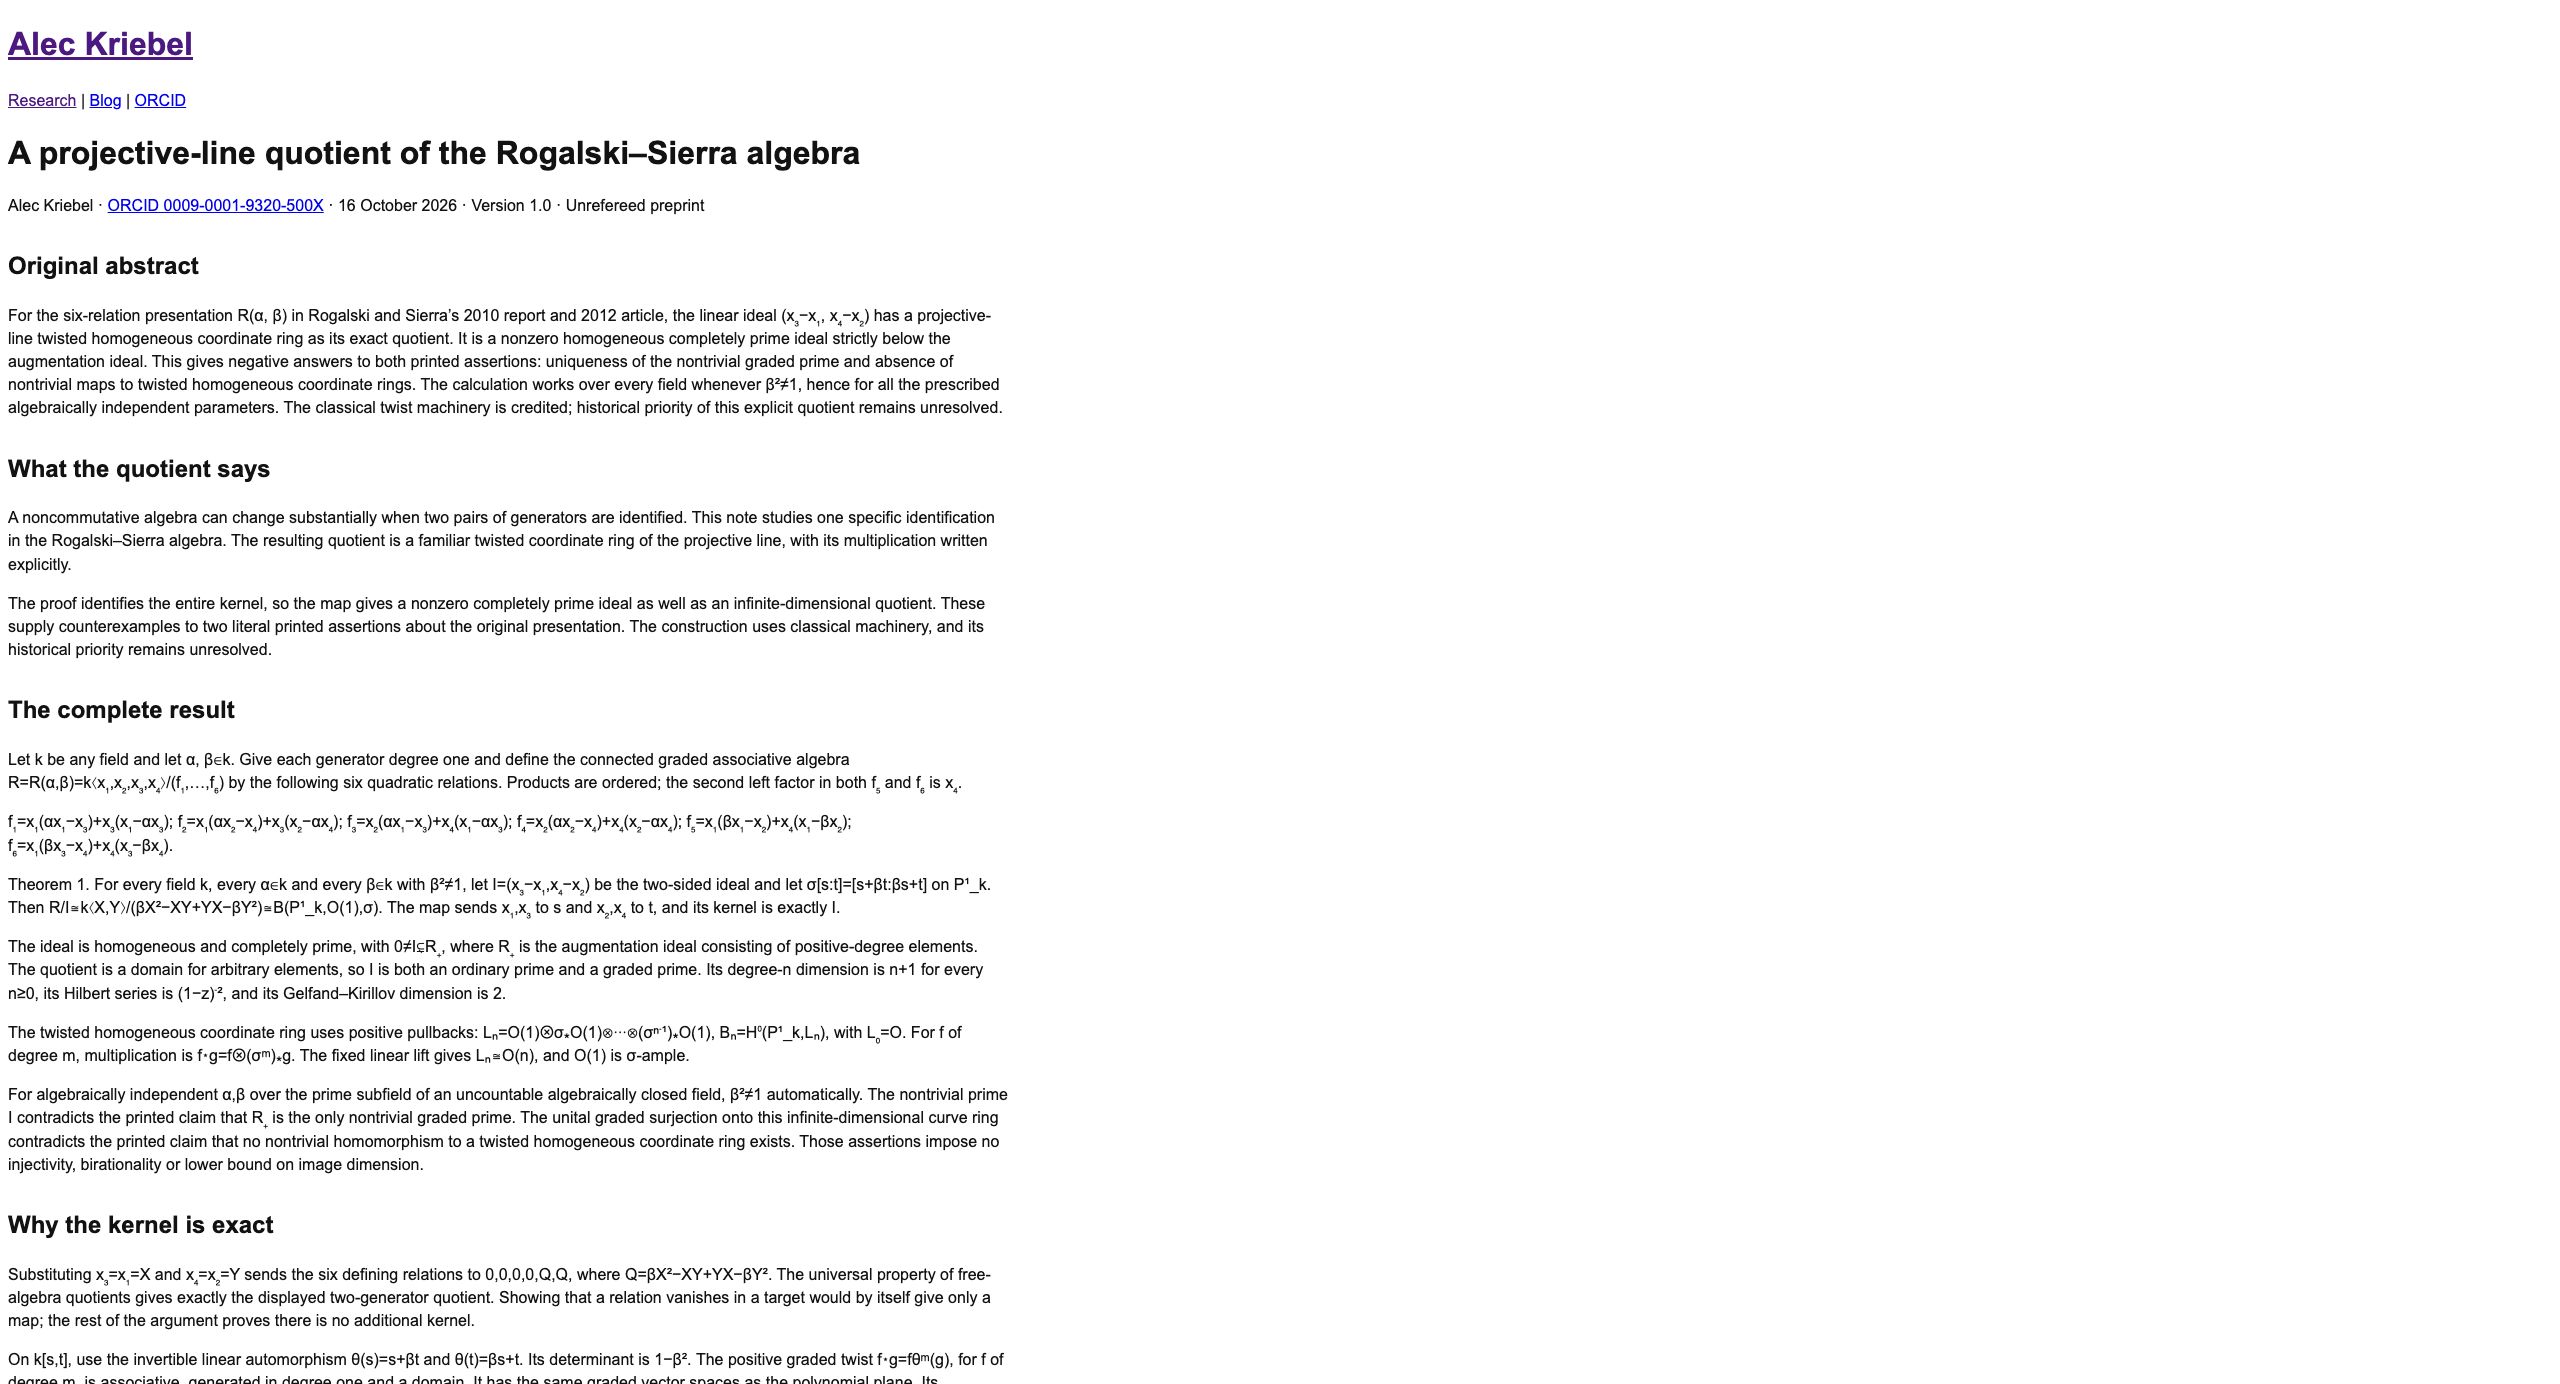 Alec Kriebel
Research | Blog | ORCID
A projective-line quotient of the Rogalski–Sierra algebra
Alec Kriebel · ORCID 0009-0001-9320-500X · 16 October 2026 · Version 1.0 · Unrefereed preprint
Original abstract
For the six-relation presentation R(α, β) in Rogalski and Sierra’s 2010 report and 2012 article, the linear ideal (x₃−x₁, x₄−x₂) has a projective-
line twisted homogeneous coordinate ring as its exact quotient. It is a nonzero homogeneous completely prime ideal strictly below the
augmentation ideal. This gives negative answers to both printed assertions: uniqueness of the nontrivial graded prime and absence of
nontrivial maps to twisted homogeneous coordinate rings. The calculation works over every field whenever β²≠1, hence for all the prescribed
algebraically independent parameters. The classical twist machinery is credited; historical priority of this explicit quotient remains unresolved.
What the quotient says
A noncommutative algebra can change substantially when two pairs of generators are identified. This note studies one specific identification
in the Rogalski–Sierra algebra. The resulting quotient is a familiar twisted coordinate ring of the projective line, with its multiplication written
explicitly.
The proof identifies the entire kernel, so the map gives a nonzero completely prime ideal as well as an infinite-dimensional quotient. These
supply counterexamples to two literal printed assertions about the original presentation. The construction uses classical machinery, and its
historical priority remains unresolved.
The complete result
Let k be any field and let α, β∈k. Give each generator degree one and define the connected graded associative algebra
R=R(α,β)=k⟨x₁,x₂,x₃,x₄⟩/(f₁,…,f₆) by the following six quadratic relations. Products are ordered; the second left factor in both f₅ and f₆ is x₄.
f₁=x₁(αx₁−x₃)+x₃(x₁−αx₃); f₂=x₁(αx₂−x₄)+x₃(x₂−αx₄); f₃=x₂(αx₁−x₃)+x₄(x₁−αx₃); f₄=x₂(αx₂−x₄)+x₄(x₂−αx₄); f₅=x₁(βx₁−x₂)+x₄(x₁−βx₂);
f₆=x₁(βx₃−x₄)+x₄(x₃−βx₄).
Theorem 1. For every field k, every α∈k and every β∈k with β²≠1, let I=(x₃−x₁,x₄−x₂) be the two-sided ideal and let σ[s:t]=[s+βt:βs+t] on P¹_k.
Then R/I≅k⟨X,Y⟩/(βX²−XY+YX−βY²)≅B(P¹_k,O(1),σ). The map sends x₁,x₃ to s and x₂,x₄ to t, and its kernel is exactly I.
The ideal is homogeneous and completely prime, with 0≠I⊊R₊, where R₊ is the augmentation ideal consisting of positive-degree elements.
The quotient is a domain for arbitrary elements, so I is both an ordinary prime and a graded prime. Its degree-n dimension is n+1 for every
n≥0, its Hilbert series is (1−z)⁻², and its Gelfand–Kirillov dimension is 2.
The twisted homogeneous coordinate ring uses positive pullbacks: Lₙ=O(1)⊗σ*O(1)⊗⋯⊗(σⁿ⁻¹)*O(1), Bₙ=H⁰(P¹_k,Lₙ), with L₀=O. For f of
degree m, multiplication is f⋆g=f⊗(σᵐ)*g. The fixed linear lift gives Lₙ≅O(n), and O(1) is σ-ample.
For algebraically independent α,β over the prime subfield of an uncountable algebraically closed field, β²≠1 automatically. The nontrivial prime
I contradicts the printed claim that R₊ is the only nontrivial graded prime. The unital graded surjection onto this infinite-dimensional curve ring
contradicts the printed claim that no nontrivial homomorphism to a twisted homogeneous coordinate ring exists. Those assertions impose no
injectivity, birationality or lower bound on image dimension.
Why the kernel is exact
Substituting x₃=x₁=X and x₄=x₂=Y sends the six defining relations to 0,0,0,0,Q,Q, where Q=βX²−XY+YX−βY². The universal property of free-
algebra quotients gives exactly the displayed two-generator quotient. Showing that a relation vanishes in a target would by itself give only a
map; the rest of the argument proves there is no additional kernel.
On k[s,t], use the invertible linear automorphism θ(s)=s+βt and θ(t)=βs+t. Its determinant is 1−β². The positive graded twist f⋆g=fθᵐ(g), for f of
degree m, is associative, generated in degree one and a domain. It has the same graded vector spaces as the polynomial plane. Its